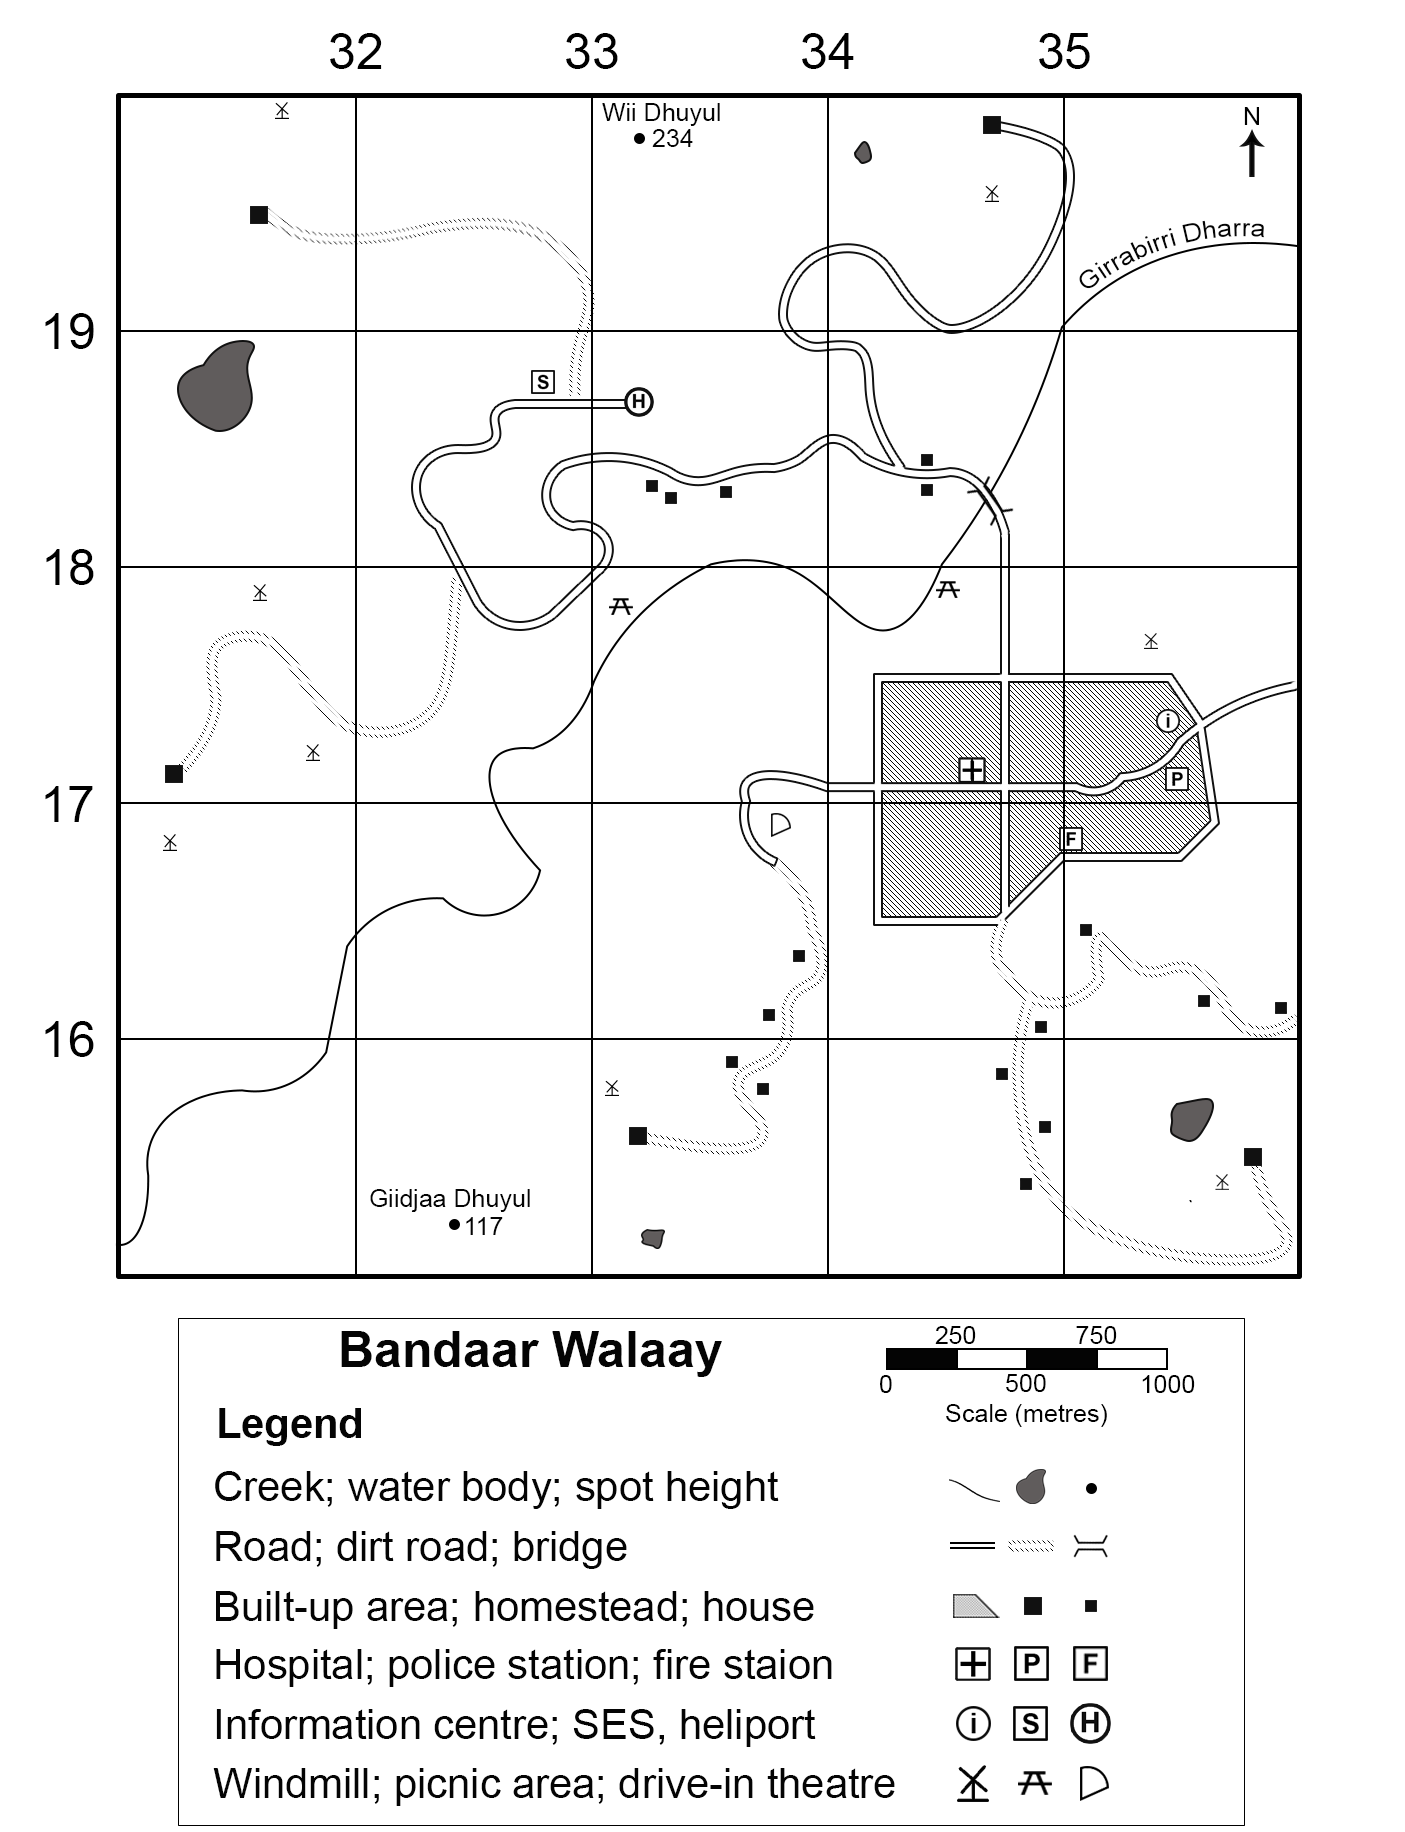 32 33 34 35
Wii Dhuyul
234
N
Girrabirri Dharra
19
S
H
18
i
P
17
F
16
Giidjaa Dhuyul
117
Bandaar Walaay
250 750
0 500 1000
Scale (metres)
Legend
Creek; water body; spot height
Road; dirt road; bridge
Built-up area; homestead; house
Hospital; police station; fire staion
P F
Information centre; SES, heliport
i S H
Windmill; picnic area; drive-in theatre